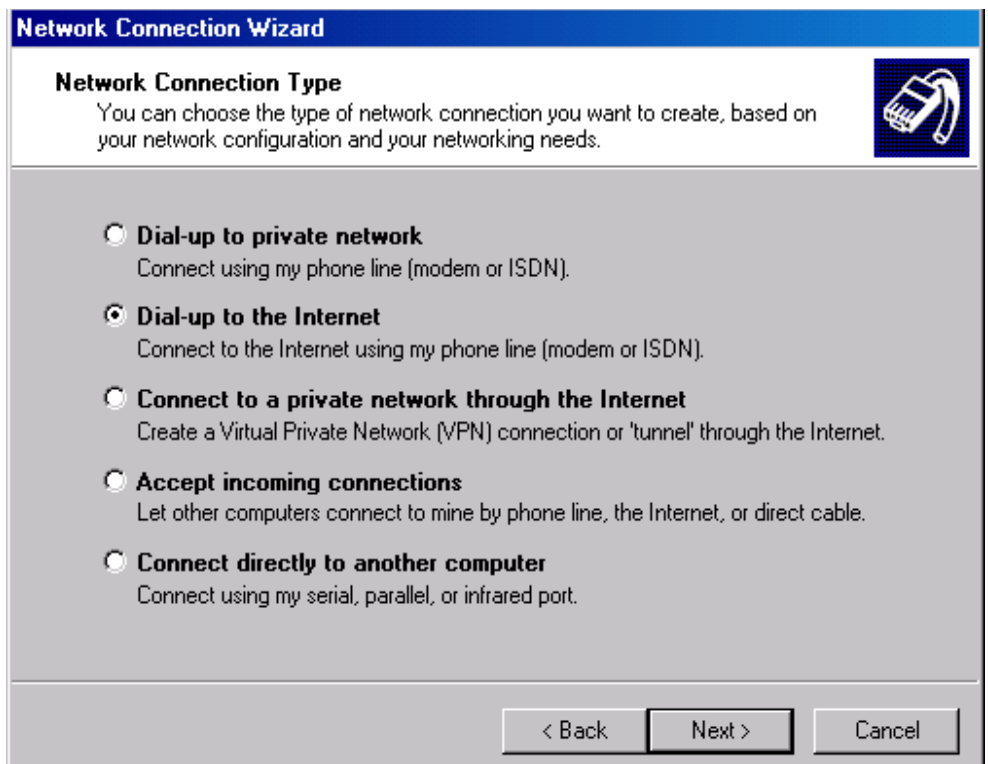 Network Connection Wizard
Network Connection Type
You can choose the type of network connection you want to create, based on
your network configuration and your networking needs.
Dial-up to private network
Connect using my phone line (modem or ISDN).
Dial-up to the Internet
Connect to the Internet using my phone line (modem or ISDN).
Connect to a private network through the Internet
Create a Virtual Private Network (VPN) connection or 'tunnel' through the Internet.
Accept incoming connections
Let other computers connect to mine by phone line, the Internet, or direct cable.
Connect directly to another computer
Connect using my serial, parallel, or infrared port.
< Back Next > Cancel